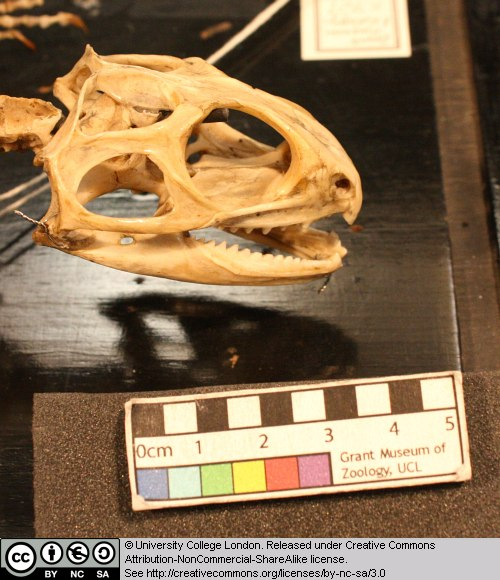 0cm 1 2 3 4 5
Grant Museum of
Zoology, UCL
cc BY NC SA
© University College London. Released under Creative Commons
Attribution-NonCommercial-ShareAlike license.
See http://creativecommons.org/licenses/by-nc-sa/3.0